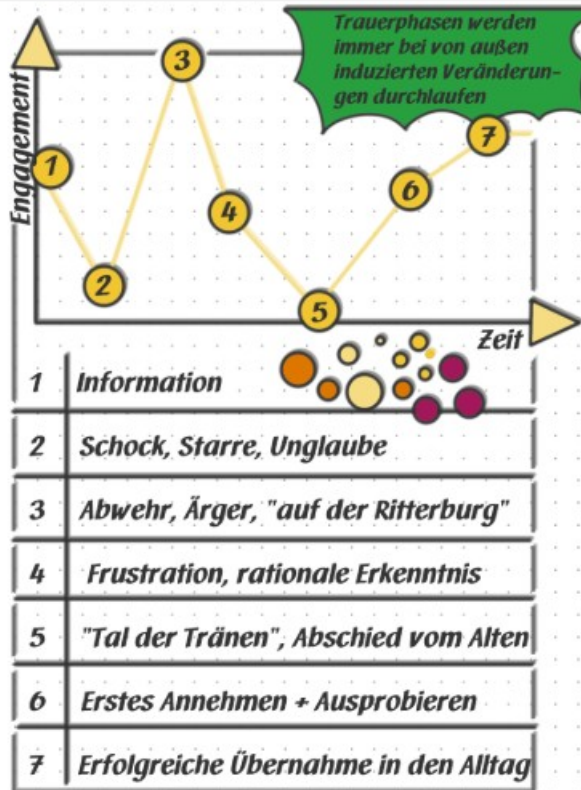 Trauerphasen werden
immer bei von außen
induzierten Veränderun-
gen durchlaufen
Engagement
1
2
3
4
5
6
7
Zeit
1 Information
2 Schock, Starre, Unglaube
3 Abwehr, Ärger, "auf der Ritterburg"
4 Frustration, rationale Erkenntnis
5 "Tal der Tränen", Abschied vom Alten
6 Erstes Annehmen + Ausprobieren
7 Erfolgreiche Übernahme in den Alltag